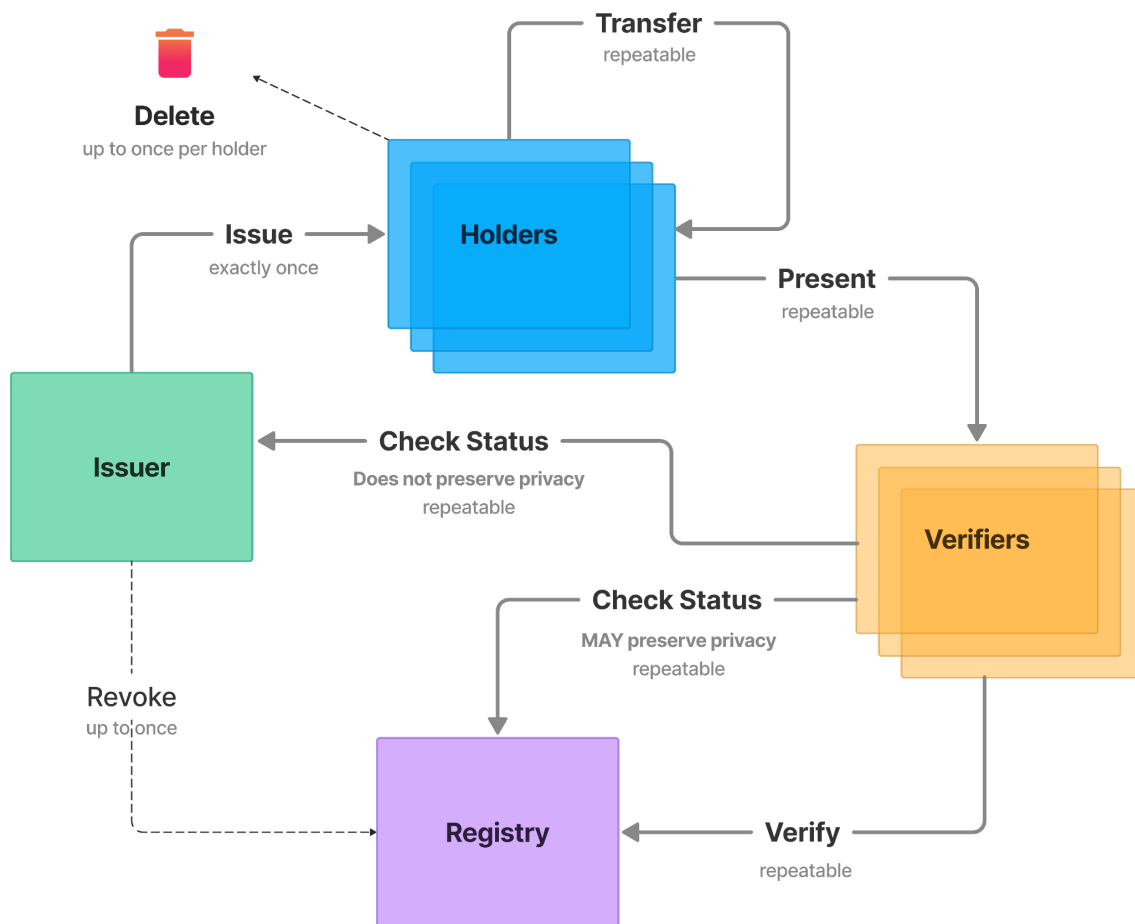 Transfer
repeatable
Delete
up to once per holder
Issue
exactly once
Holders
Present
repeatable
Check Status
Does not preserve privacy
repeatable
Issuer
Verifiers
Check Status
MAY preserve privacy
repeatable
Revoke
up to once
Registry
Verify
repeatable